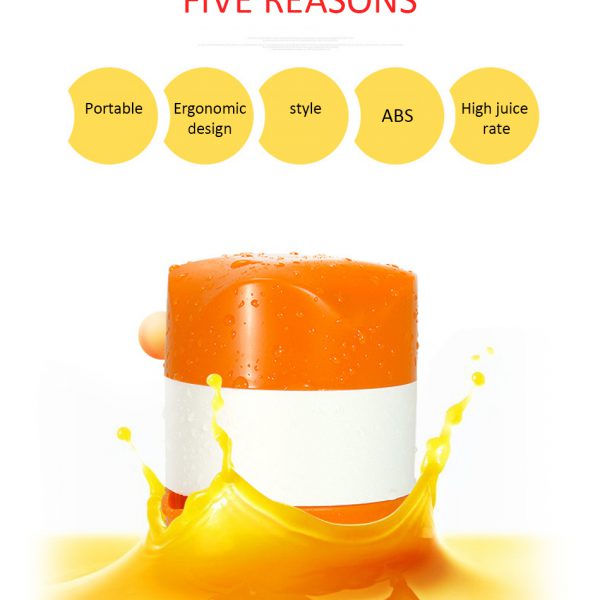 FIVE REASONS
Portable
Ergonomic
design
style
ABS
High juice
rate